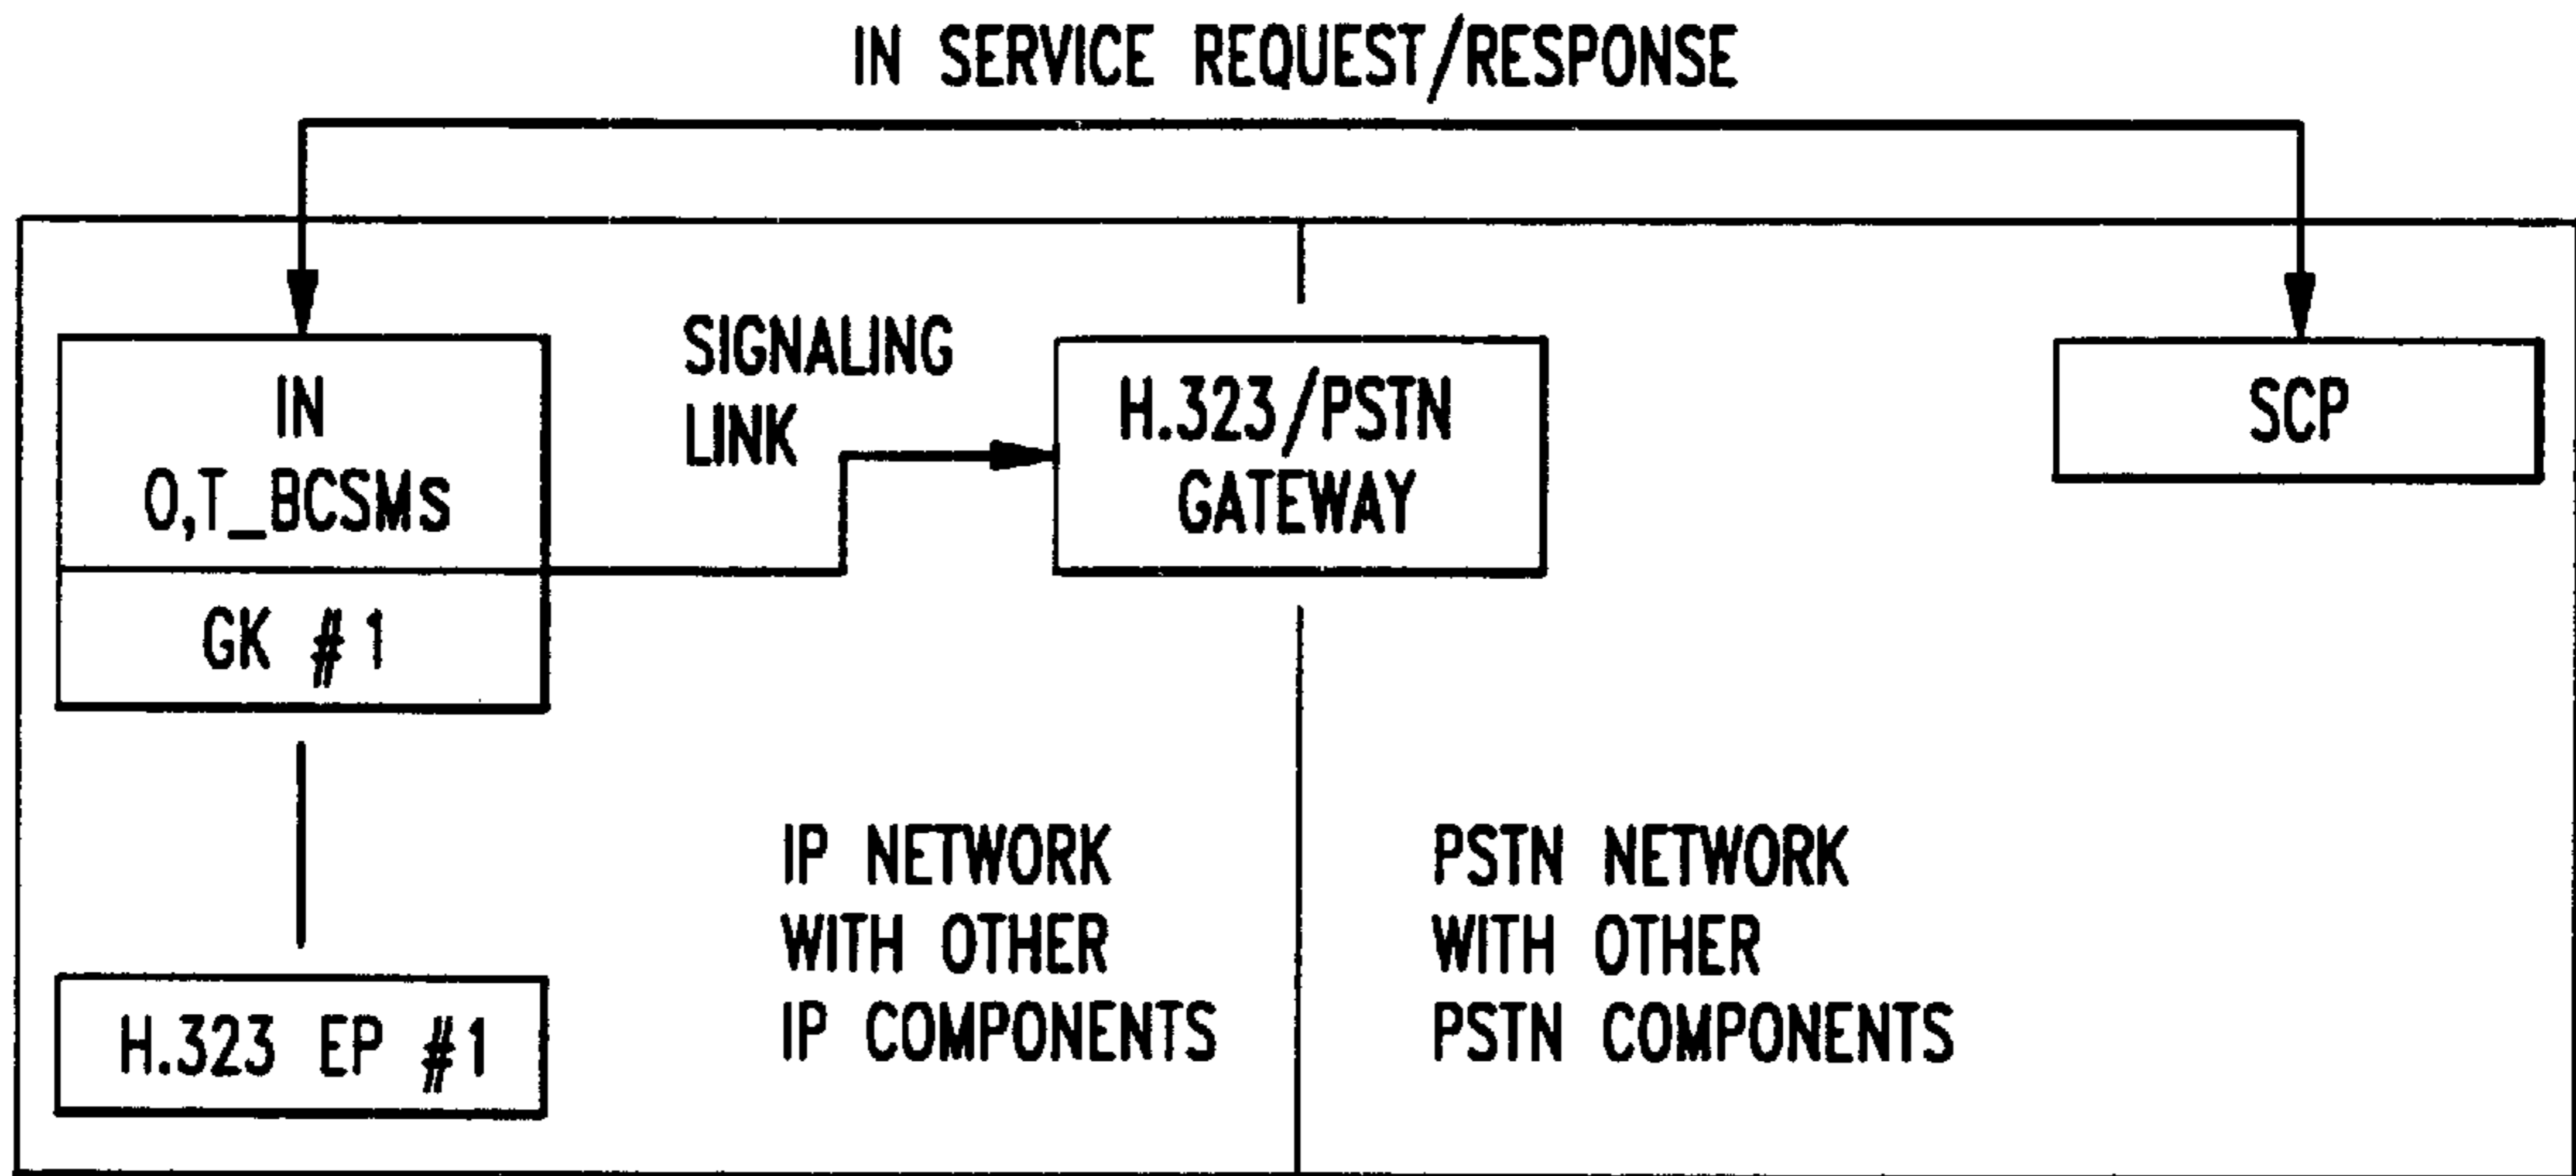 IN SERVICE REQUEST/RESPONSE
IN
O,T_BCSMs
GK #1
SIGNALING
LINK
H.323/PSTN
GATEWAY
SCP
H.323 EP #1
IP NETWORK
WITH OTHER
IP COMPONENTS
PSTN NETWORK
WITH OTHER
PSTN COMPONENTS